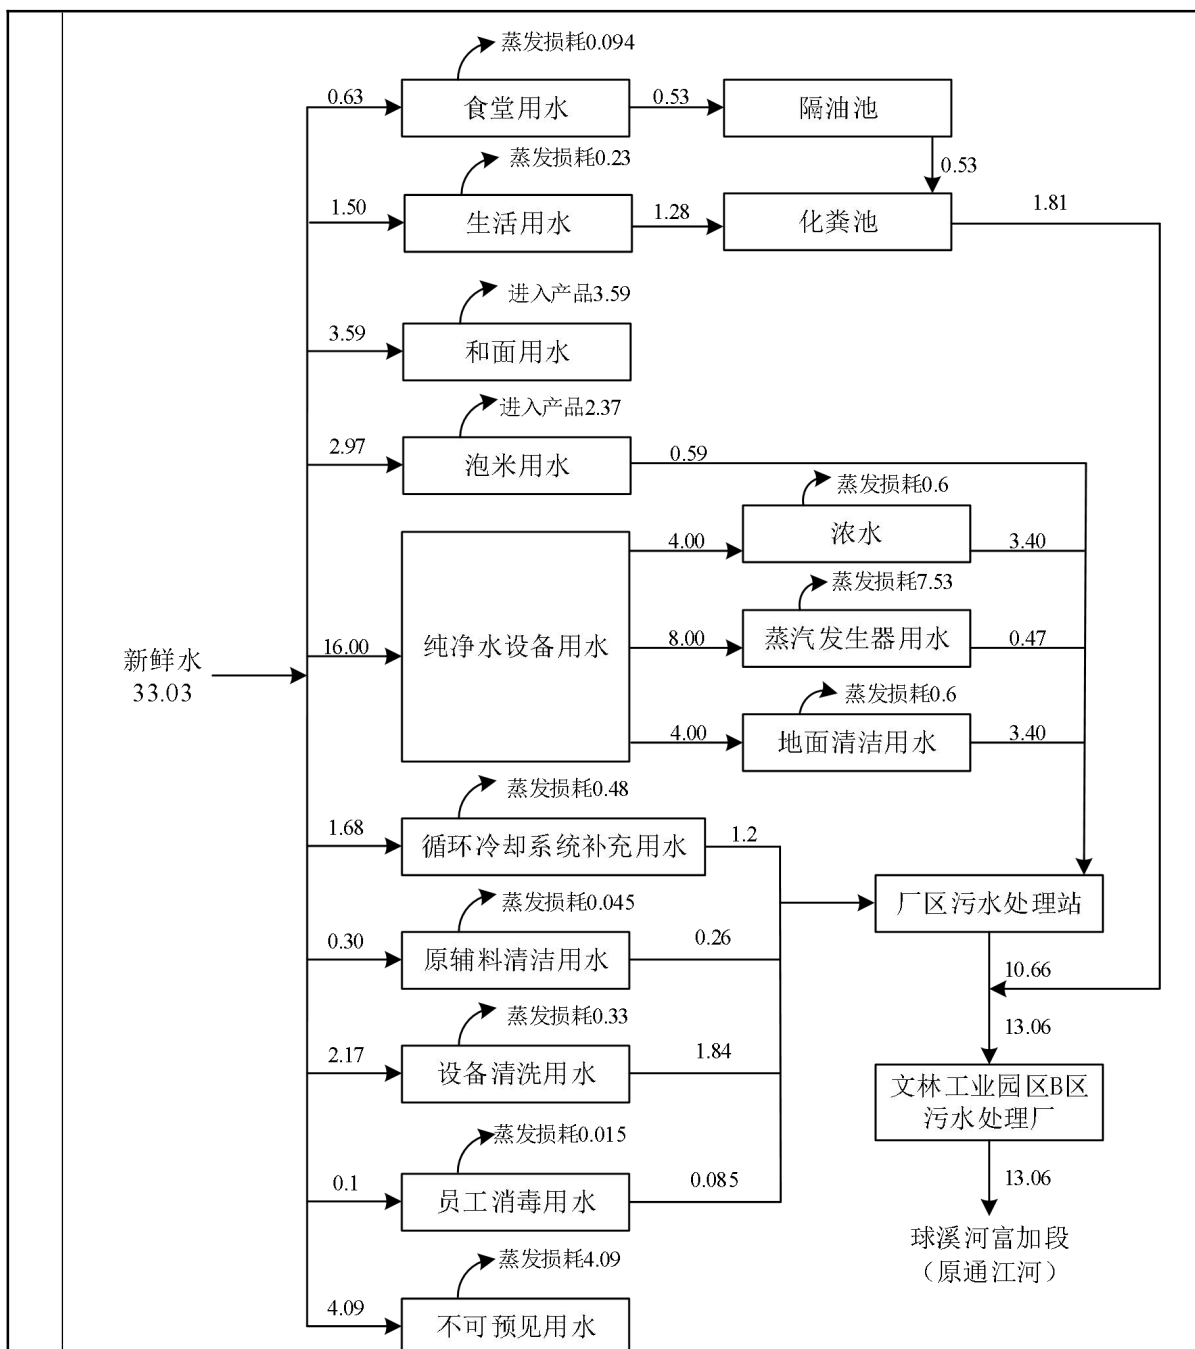 蒸发损耗0.094
0.63
食堂用水
0.53
隔油池
蒸发损耗0.23
0.53
1.50
生活用水
1.28
化粪池
1.81
进入产品3.59
3.59
和面用水
进入产品2.37
2.97
泡米用水
0.59
蒸发损耗0.6
4.00
浓水
3.40
蒸发损耗7.53
新鲜水
33.03
16.00
纯净水设备用水
8.00
蒸汽发生器用水
0.47
蒸发损耗0.6
4.00
地面清洁用水
3.40
蒸发损耗0.48
1.68
循环冷却系统补充用水
1.2
厂区污水处理站
蒸发损耗0.045
0.30
原辅料清洁用水
0.26
10.66
蒸发损耗0.33
13.06
2.17
设备清洗用水
1.84
文林工业园区B区
污水处理厂
蒸发损耗0.015
0.1
员工消毒用水
0.085
13.06
球溪河富加段
（原通江河）
蒸发损耗4.09
4.09
不可预见用水